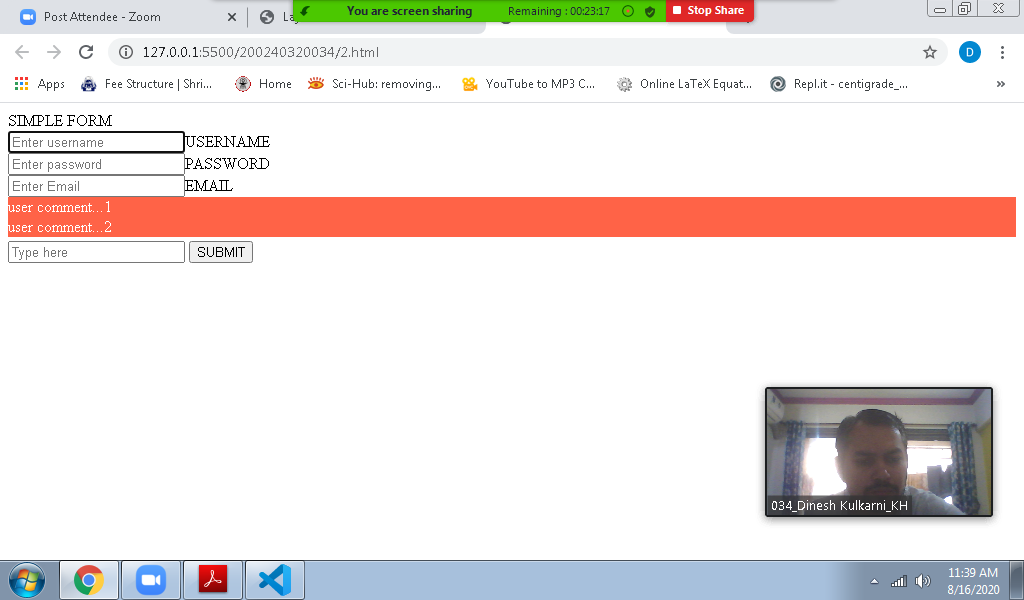 Post Attendee - Zoom
You are screen sharing
Remaining : 00:23:17
Stop Share
127.0.0.1:5500/200240320034/2.html
D
Apps
Fee Structure | Shri...
Home
Sci-Hub: removing...
YouTube to MP3 C...
Online LaTeX Equat...
Repl.it - centigrade_...
SIMPLE FORM
Enter username USERNAME
Enter password PASSWORD
Enter Email EMAIL
user comment...1
user comment...2
Type here SUBMIT
034_Dinesh Kulkarni_KH
11:39 AM
8/16/2020